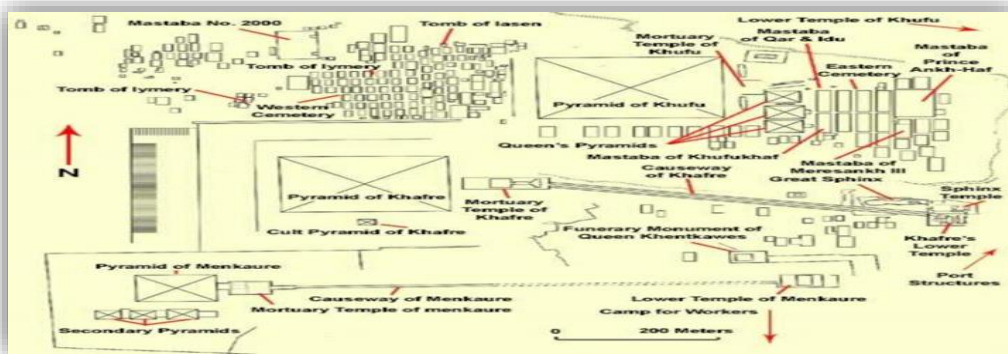 Mastaba No. 2000
Tomb of Iasen
Lower Temple of Khufu
Mortuary
Temple of
Khufu
Mastaba
of Qar & Idu
Mastaba
of
Prince
Ankh-Haf
Eastern
Cemetery
Tomb of Iymery
Tomb of Iymery
Western
Cemetery
Pyramid of Khufu
N
Queen's Pyramids
Mastaba of Khufukhaf
Mastaba of
Meresankh III
Causeway
of Khafre
Great Sphinx
Sphinx
Temple
Pyramid of Khafre
Mortuary
Temple of
Khafre
Cult Pyramid of Khafre
Funerary Monument of
Queen Khentkawes
Khafre's
Lower
Temple
Port
Structures
Pyramid of Menkaure
Causeway of Menkaure
Mortuary Temple of menkaure
Lower Temple of Menkaure
Camp for Workers
Secondary Pyramids
0
200 Meters